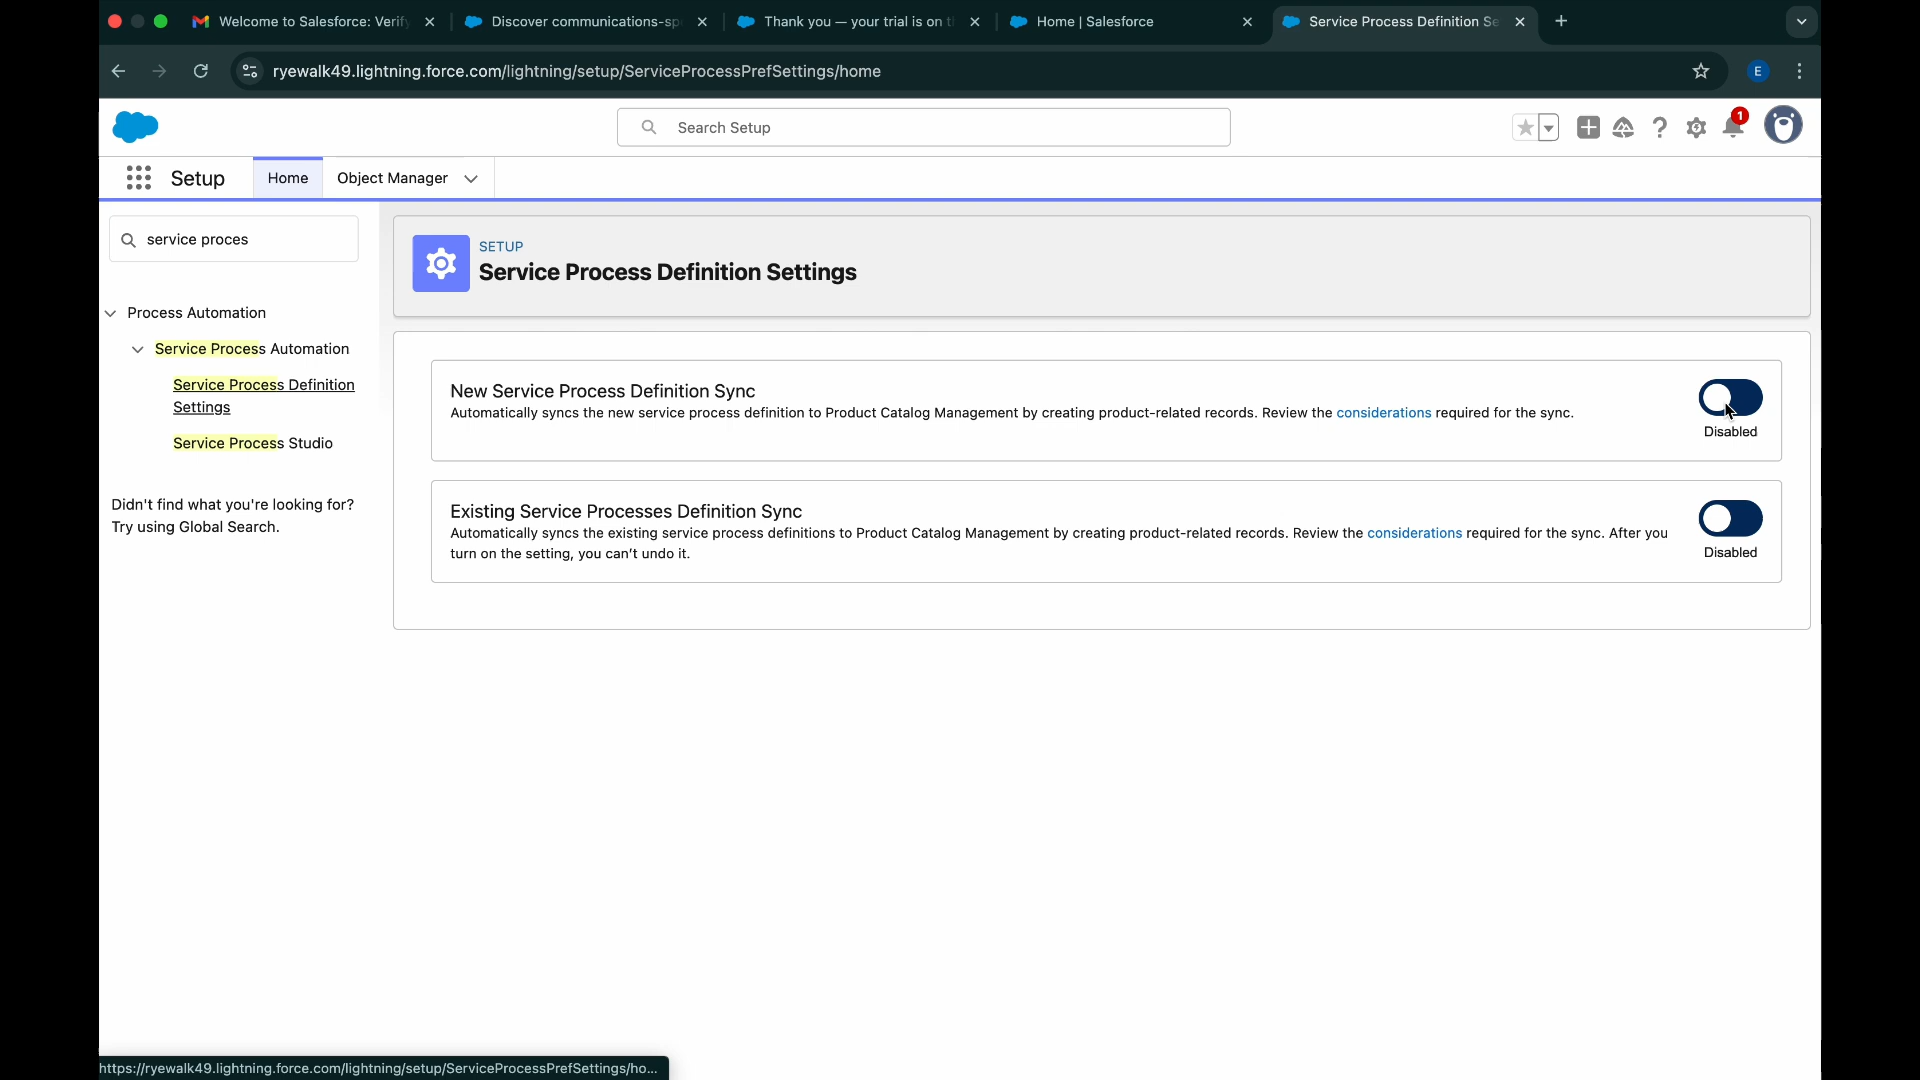 Welcome to Salesforce: Verify
Discover communications-sp
Thank you — your trial is on t
Home | Salesforce
Service Process Definition Se
ryewalk49.lightning.force.com/lightning/setup/ServiceProcessPrefSettings/home
E
Search Setup
1
Setup
Home
Object Manager
service proces
SETUP
Service Process Definition Settings
Process Automation
Service Process Automation
Service Process Definition
Settings
Service Process Studio
Didn't find what you're looking for?
Try using Global Search.
New Service Process Definition Sync
Automatically syncs the new service process definition to Product Catalog Management by creating product-related records. Review the considerations required for the sync.
Disabled
Existing Service Processes Definition Sync
Automatically syncs the existing service process definitions to Product Catalog Management by creating product-related records. Review the considerations required for the sync. After you
turn on the setting, you can't undo it.
Disabled
https://ryewalk49.lightning.force.com/lightning/setup/ServiceProcessPrefSettings/ho...